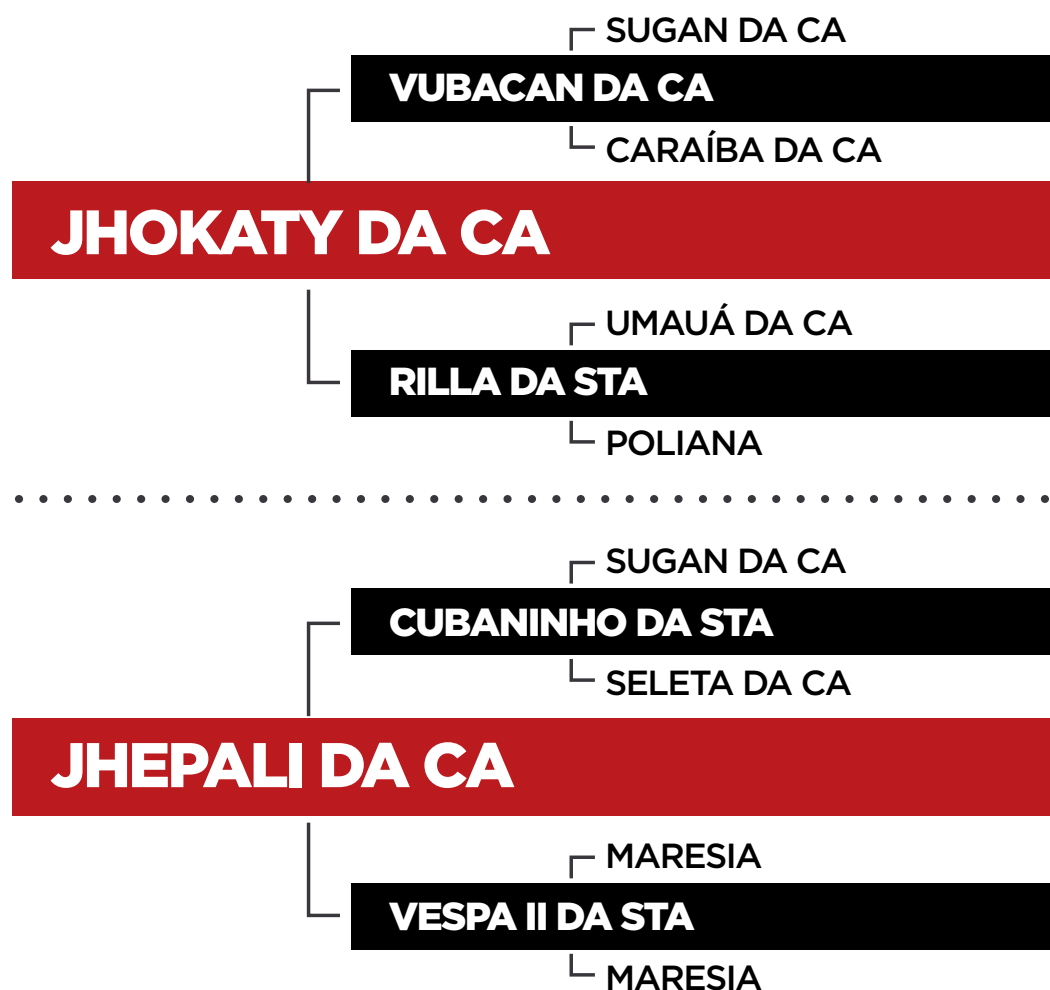 SUGAN DA CA
VUBACAN DA CA
CARAÍBA DA CA
JHOKATY DA CA
UMAUÁ DA CA
RILLA DA STA
POLIANA
SUGAN DA CA
CUBANINHO DA STA
SELETA DA CA
JHEPALI DA CA
MARESIA
VESPA II DA STA
MARESIA